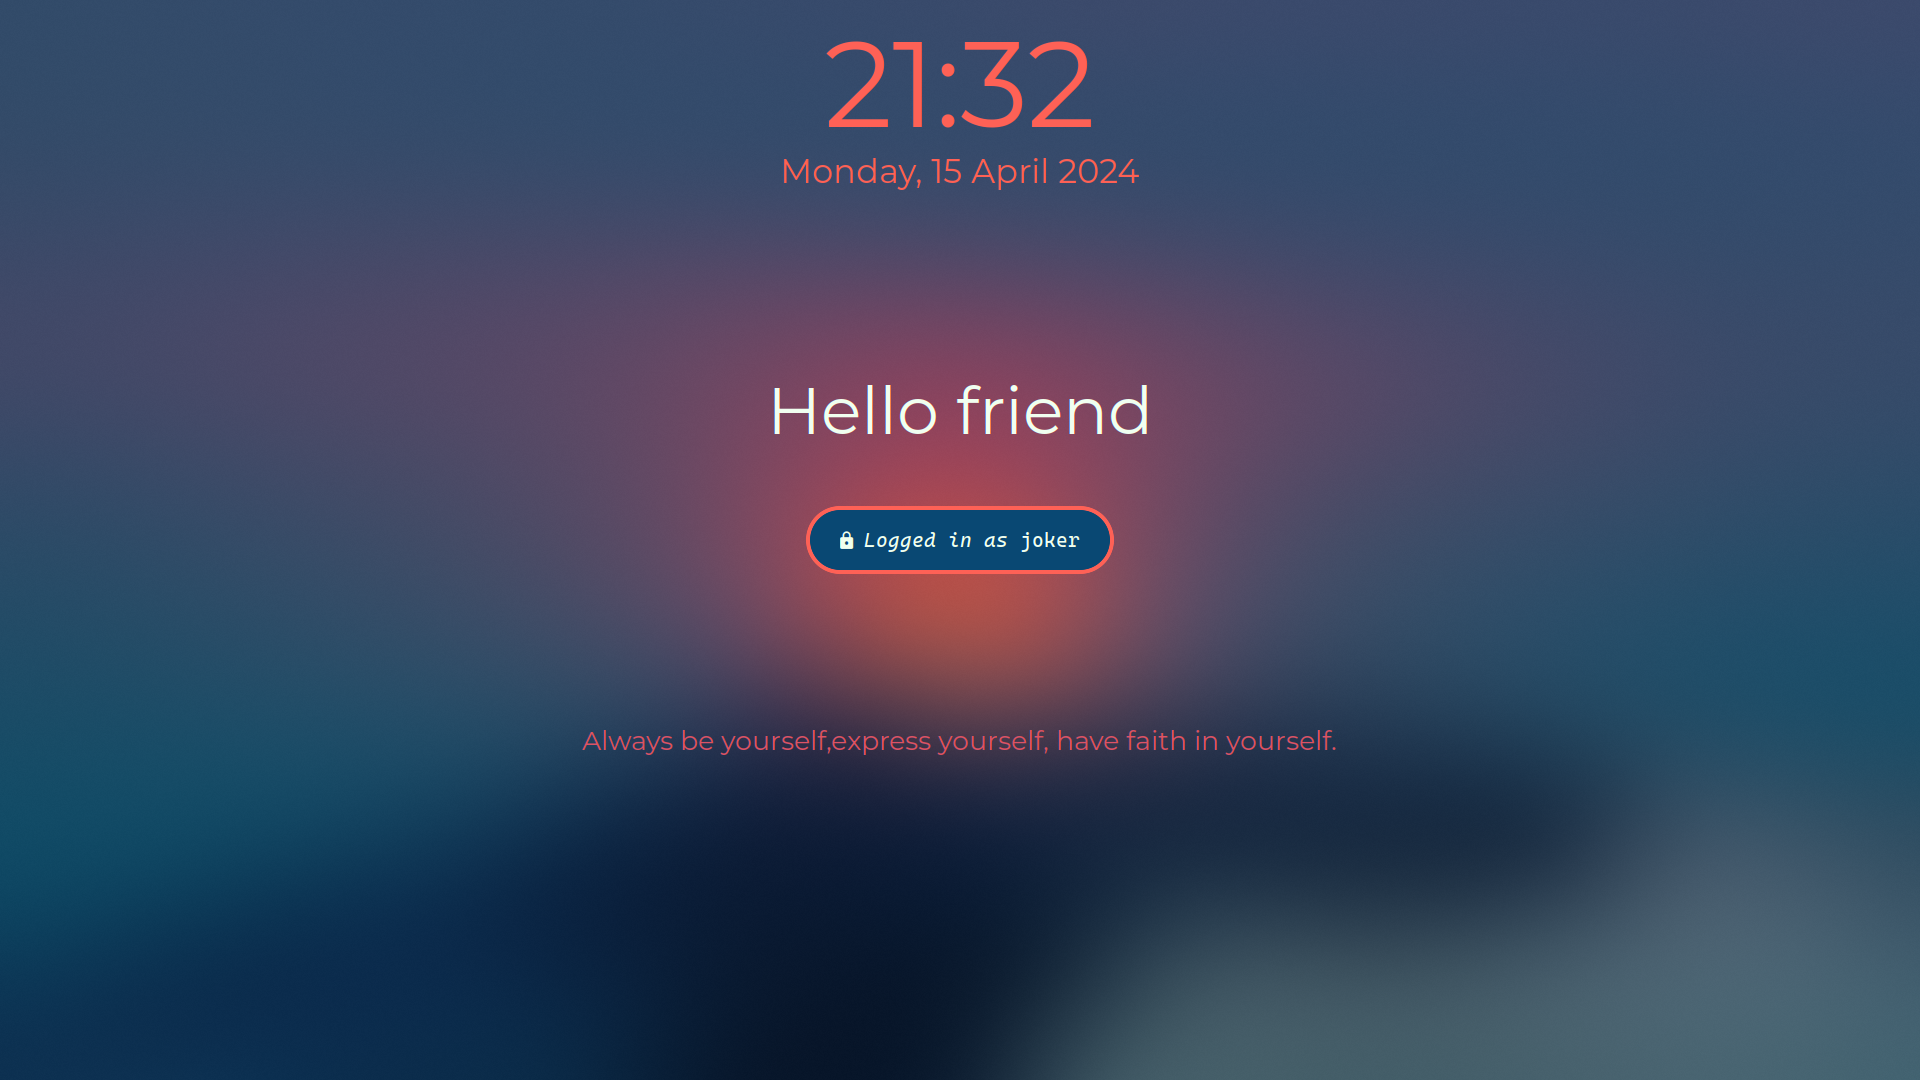 21:32
Monday, 15 April 2024
Hello friend
Logged in as joker
Always be yourself,express yourself, have faith in yourself.